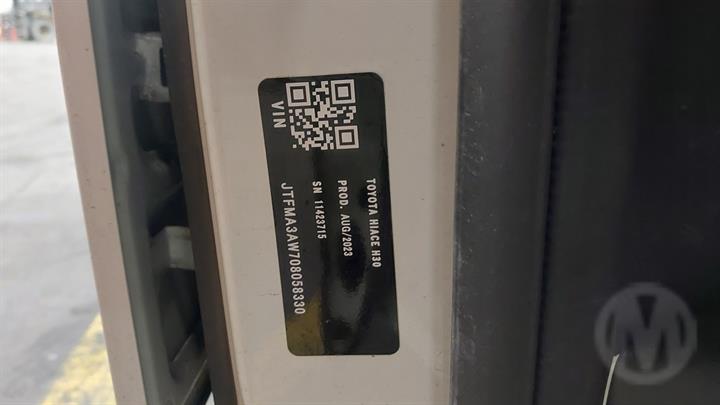 VIN
TOYOTA HIACE H30
PROD. AUG/2023
SN 11423715
JTFMA3AW708058330
M